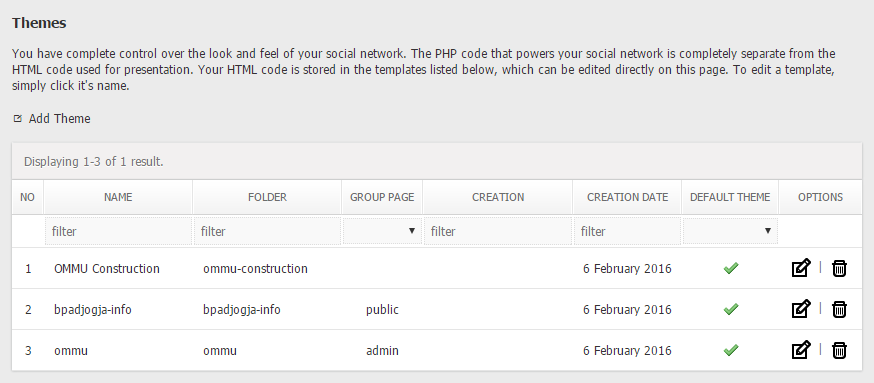 Themes
You have complete control over the look and feel of your social network. The PHP code that powers your social network is completely separate from the
HTML code used for presentation. Your HTML code is stored in the templates listed below, which can be edited directly on this page. To edit a template,
simply click it's name.
Add Theme
Displaying 1-3 of 1 result.
NO NAME FOLDER GROUP PAGE CREATION CREATION DATE DEFAULT THEME OPTIONS
filter filter filter filter
1 OMMU Construction ommu-construction 6 February 2016 |
2 bpadjogja-info bpadjogja-info public 6 February 2016 |
3 ommu ommu admin 6 February 2016 |